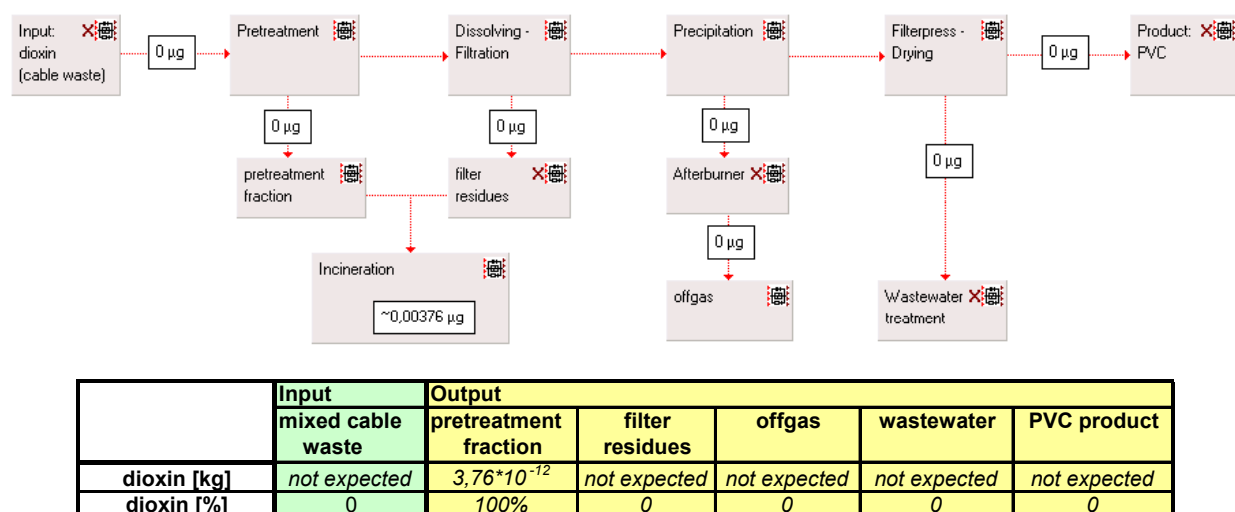 Input:
dioxin
(cable waste)
0 µg
Pretreatment
Dissolving -
Filtration
Precipitation
Filterpress -
Drying
0 µg
Product:
PVC
0 µg
0 µg
0 µg
0 µg
pretreatment
fraction
filter
residues
Afterburner
0 µg
Incineration
~0,00376 µg
offgas
Wastewater
treatment
Input Output
mixed cable waste pretreatment fraction filter residues offgas wastewater PVC product
dioxin [kg] not expected 3,76*10⁻¹² not expected not expected not expected not expected
dioxin [%] 0 100% 0 0 0 0